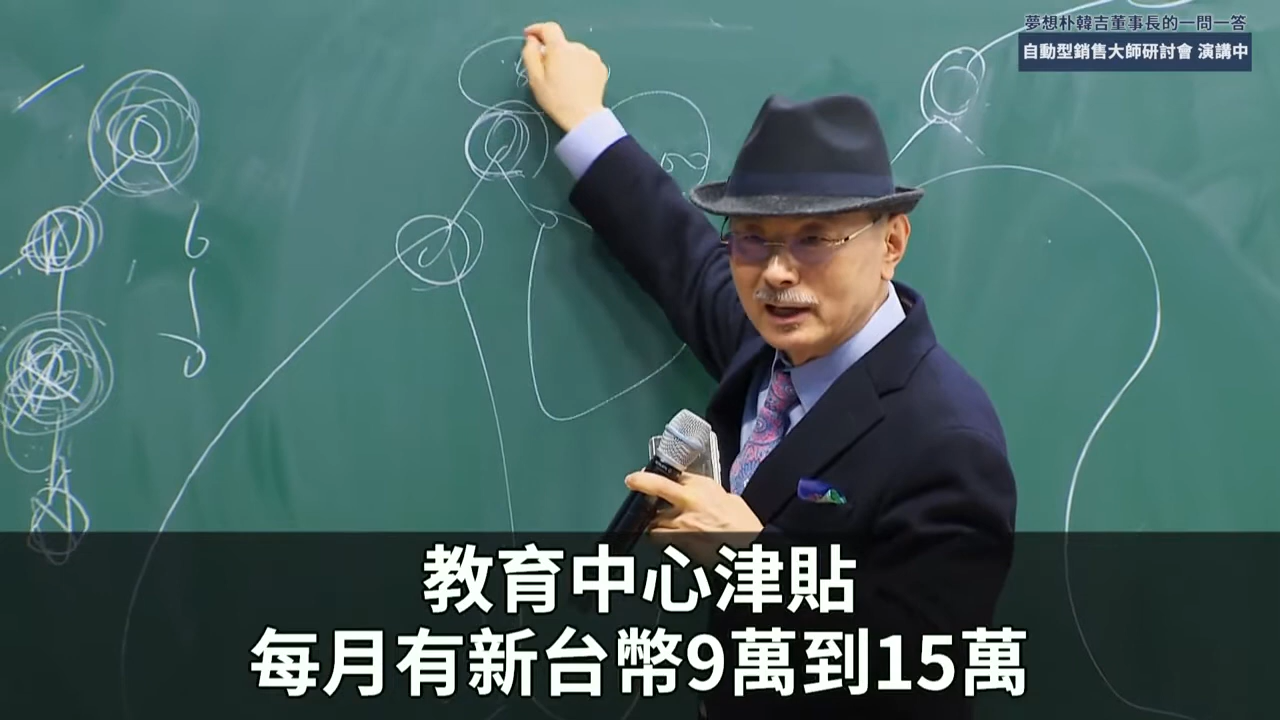 夢想朴韓吉董事長的一問一答
自動型銷售大師研討會 演講中
教育中心津貼
每月有新台幣9萬到15萬